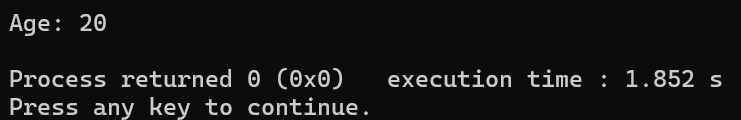 Age: 20
Process returned 0 (0x0)   execution time : 1.852 s
Press any key to continue.